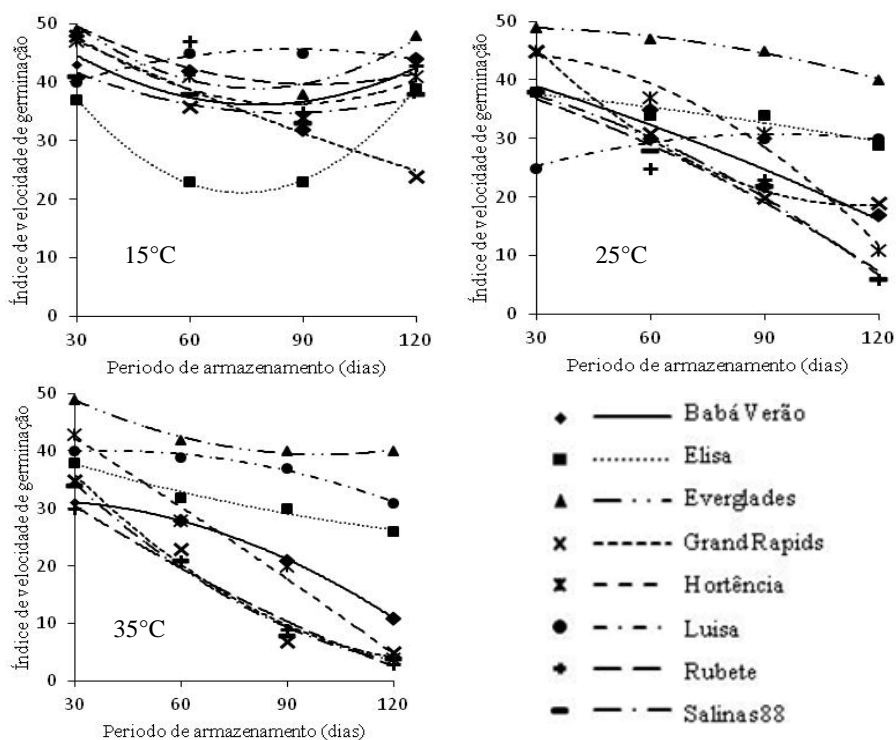 Índice de velocidade de germinação
50
40
30
20
10
0
15°C
30
60
90
120
Periodo de armazenamento (dias)
Índice de velocidade de germinação
50
40
30
20
10
0
25°C
30
60
90
120
Periodo de armazenamento (dias)
Índice de velocidade de germinação
50
40
30
20
10
0
35°C
30
60
90
120
Periodo de armazenamento (dias)
Babá Verão
Elisa
Everglades
Grand Rapids
Hortência
Luisa
Rubete
Salinas88